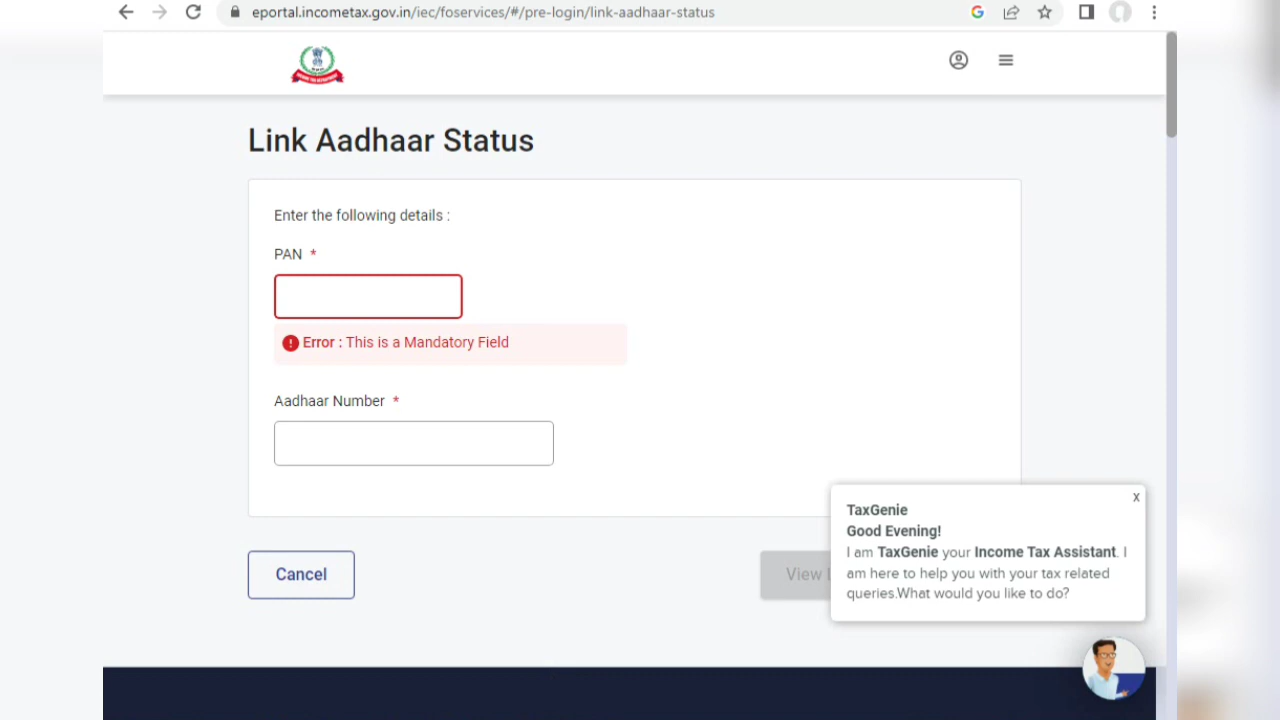 eportal.incometax.gov.in/iec/foservices/#/pre-login/link-aadhaar-status
Link Aadhaar Status
Enter the following details :
PAN *
Error : This is a Mandatory Field
Aadhaar Number *
x
TaxGenie
Good Evening!
I am TaxGenie your Income Tax Assistant. I
am here to help you with your tax related
queries.What would you like to do?
Cancel
View